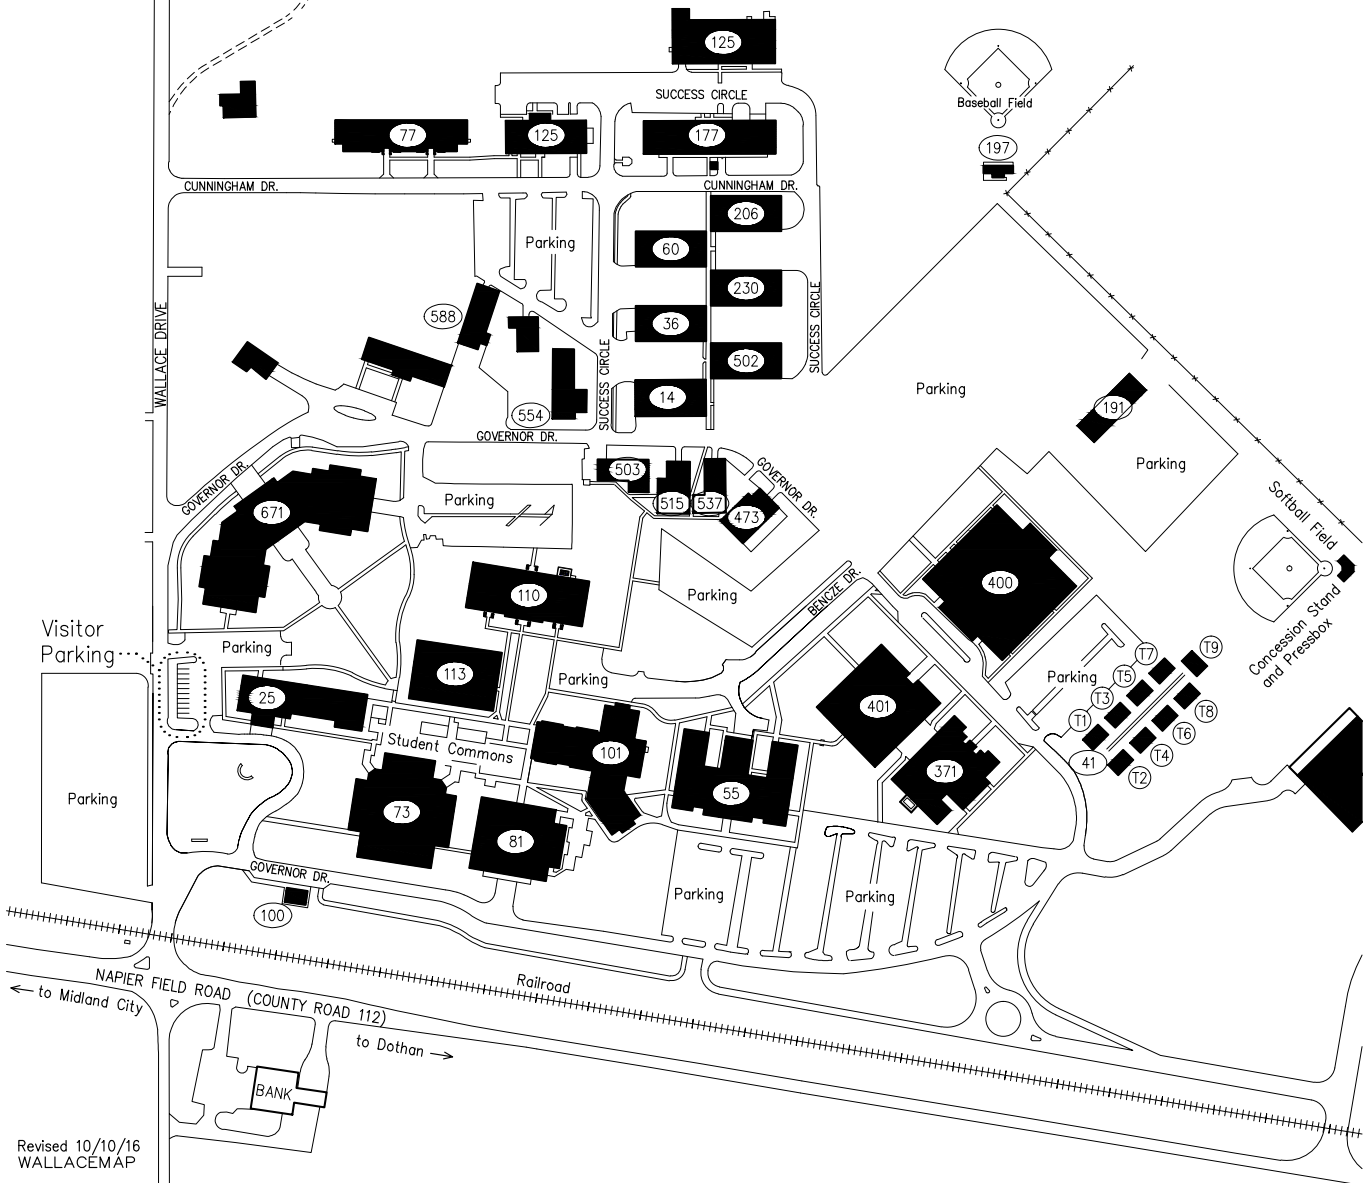 125
SUCCESS CIRCLE
Baseball Field
77
125
177
197
CUNNINGHAM DR.
CUNNINGHAM DR.
206
Parking
60
230
588
36
WALLACE DRIVE
SUCCESS CIRCLE
SUCCESS CIRCLE
502
Parking
14
191
554
GOVERNOR DR.
Parking
503
GOVERNOR DR.
GOVERNOR DR.
Softball Field
Parking
515
537
473
671
400
110
Parking
BENCZE DR.
Concession Stand
and Pressbox
Visitor
Parking
Parking
113
Parking
Parking
T7
T9
T5
T3
T1
25
401
T8
T6
T4
T2
41
Student Commons
101
371
Parking
55
73
81
GOVERNOR DR.
Parking
Parking
100
Railroad
NAPIER FIELD ROAD (COUNTY ROAD 112)
to Midland City
to Dothan
BANK
Revised 10/10/16
WALLACEMAP